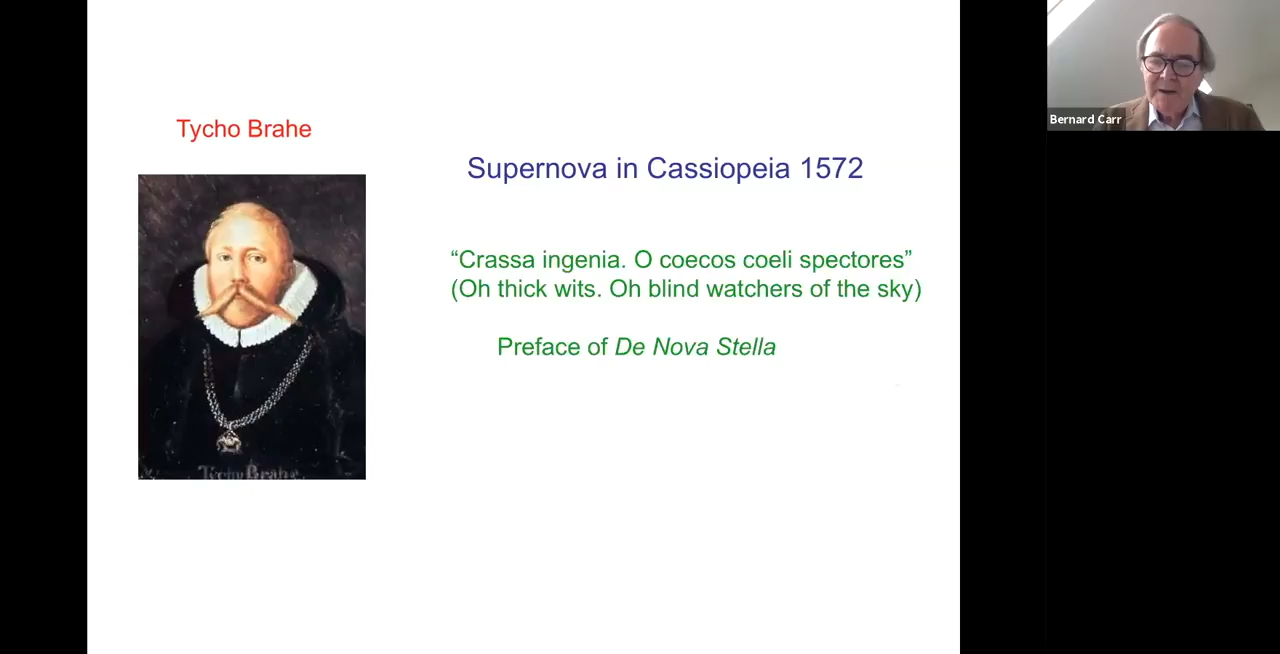 Tycho Brahe
Supernova in Cassiopeia 1572
“Crassa ingenia. O coecos coeli spectores”
(Oh thick wits. Oh blind watchers of the sky)
Preface of De Nova Stella
Tycho Brahe
Bernard Carr